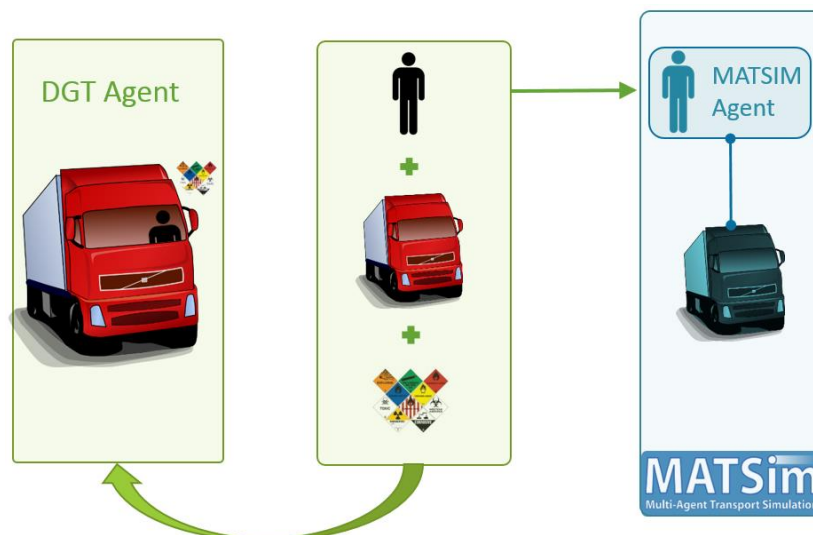 DGT Agent
MATSIM
Agent
MATSim
Multi-Agent Transport Simulation